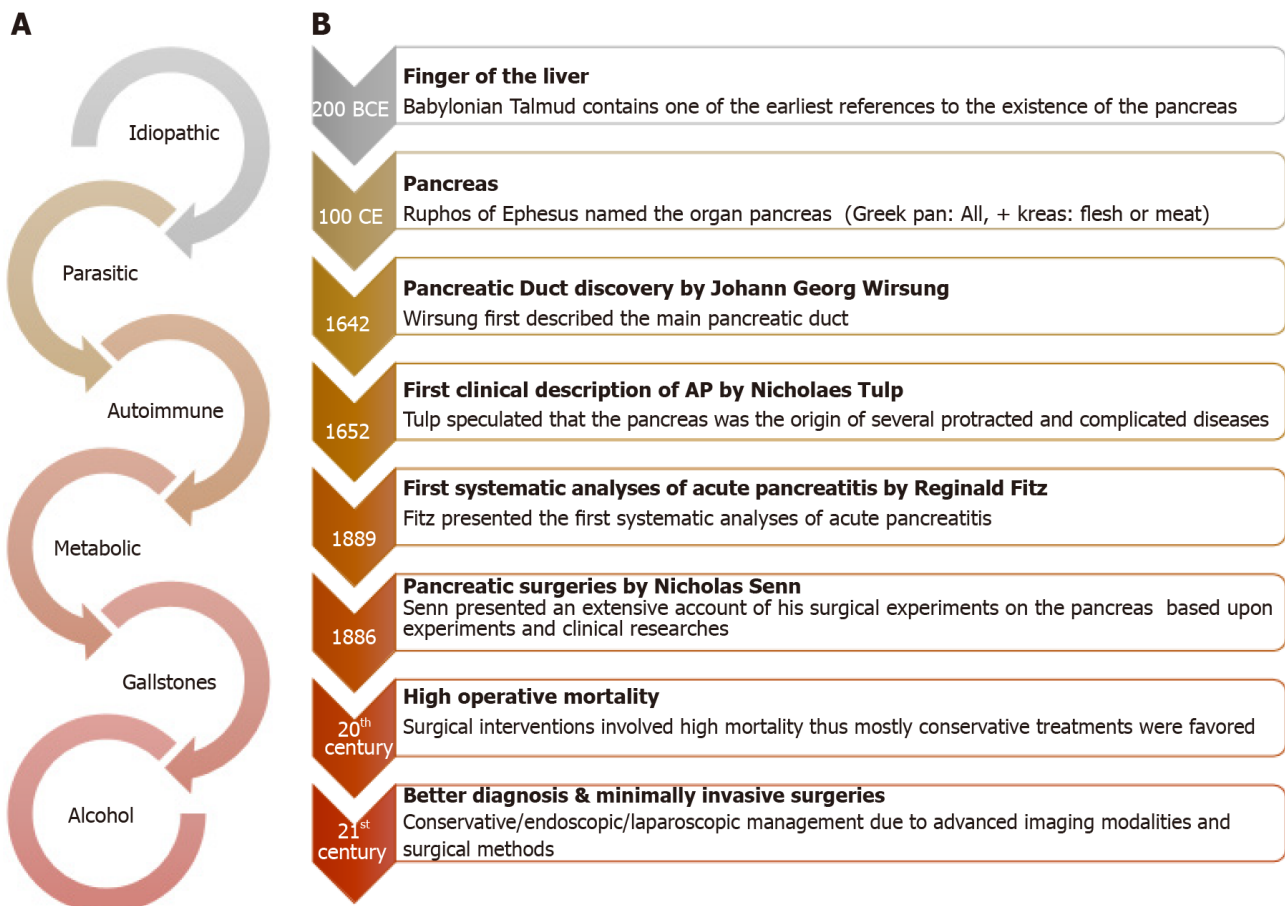 A
Idiopathic
Parasitic
Autoimmune
Metabolic
Gallstones
Alcohol
B
200 BCE
Finger of the liver
Babylonian Talmud contains one of the earliest references to the existence of the pancreas
100 CE
Pancreas
Ruphos of Ephesus named the organ pancreas (Greek pan: All, + kreas: flesh or meat)
1642
Pancreatic Duct discovery by Johann Georg Wirsung
Wirsung first described the main pancreatic duct
1652
First clinical description of AP by Nicholaes Tulp
Tulp speculated that the pancreas was the origin of several protracted and complicated diseases
1889
First systematic analyses of acute pancreatitis by Reginald Fitz
Fitz presented the first systematic analyses of acute pancreatitis
1886
Pancreatic surgeries by Nicholas Senn
Senn presented an extensive account of his surgical experiments on the pancreas based upon
experiments and clinical researches
20th
century
High operative mortality
Surgical interventions involved high mortality thus mostly conservative treatments were favored
21st
century
Better diagnosis & minimally invasive surgeries
Conservative/endoscopic/laparoscopic management due to advanced imaging modalities and
surgical methods